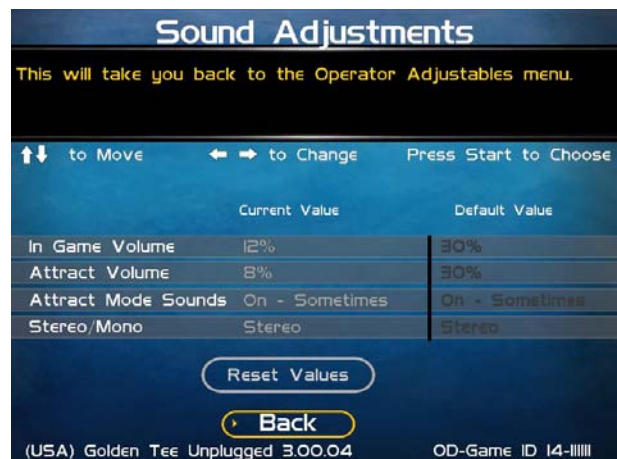 Sound Adjustments
This will take you back to the Operator Adjustables menu.
to Move to Change Press Start to Choose
Current Value Default Value
In Game Volume 12% 30%
Attract Volume 8% 30%
Attract Mode Sounds On - Sometimes On - Sometimes
Stereo/Mono Stereo Stereo
Reset Values
Back
(USA) Golden Tee Unplugged 3.00.04 OD-Game ID 14-111111